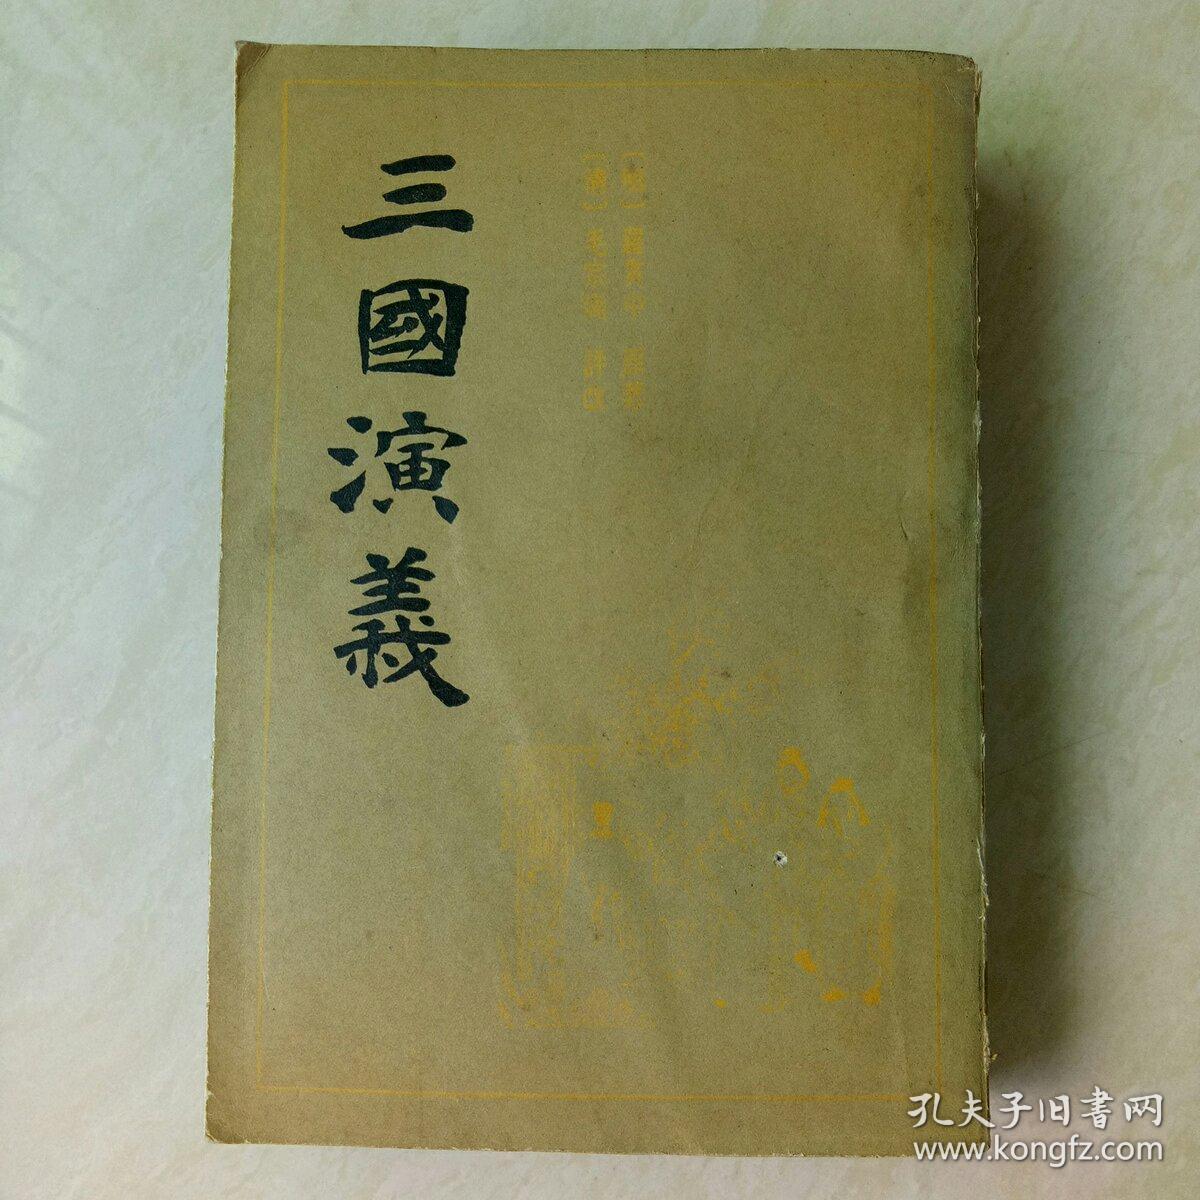 三國演義
[明] 羅貫中 原著
[清] 毛宗崗 評改
孔夫子旧書网
www.kongfz.com